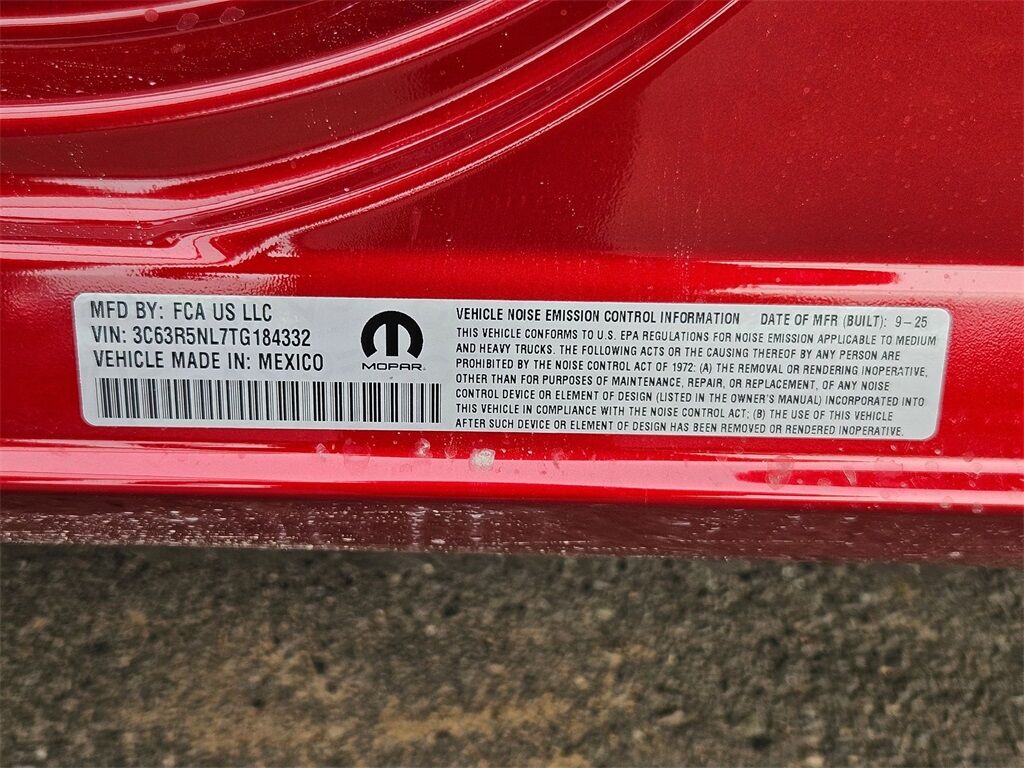 MFD BY: FCA US LLC
VIN: 3C63R5NL7TG184332
VEHICLE MADE IN: MEXICO
MOPAR
VEHICLE NOISE EMISSION CONTROL INFORMATION DATE OF MFR (BUILT): 9-25
THIS VEHICLE CONFORMS TO U.S. EPA REGULATIONS FOR NOISE EMISSION APPLICABLE TO MEDIUM
AND HEAVY TRUCKS. THE FOLLOWING ACTS OR THE CAUSING THEREOF BY ANY PERSON ARE
PROHIBITED BY THE NOISE CONTROL ACT OF 1972: (A) THE REMOVAL OR RENDERING INOPERATIVE,
OTHER THAN FOR PURPOSES OF MAINTENANCE, REPAIR, OR REPLACEMENT, OF ANY NOISE
CONTROL DEVICE OR ELEMENT OF DESIGN (LISTED IN THE OWNER'S MANUAL) INCORPORATED INTO
THIS VEHICLE IN COMPLIANCE WITH THE NOISE CONTROL ACT; (B) THE USE OF THIS VEHICLE
AFTER SUCH DEVICE OR ELEMENT OF DESIGN HAS BEEN REMOVED OR RENDERED INOPERATIVE.